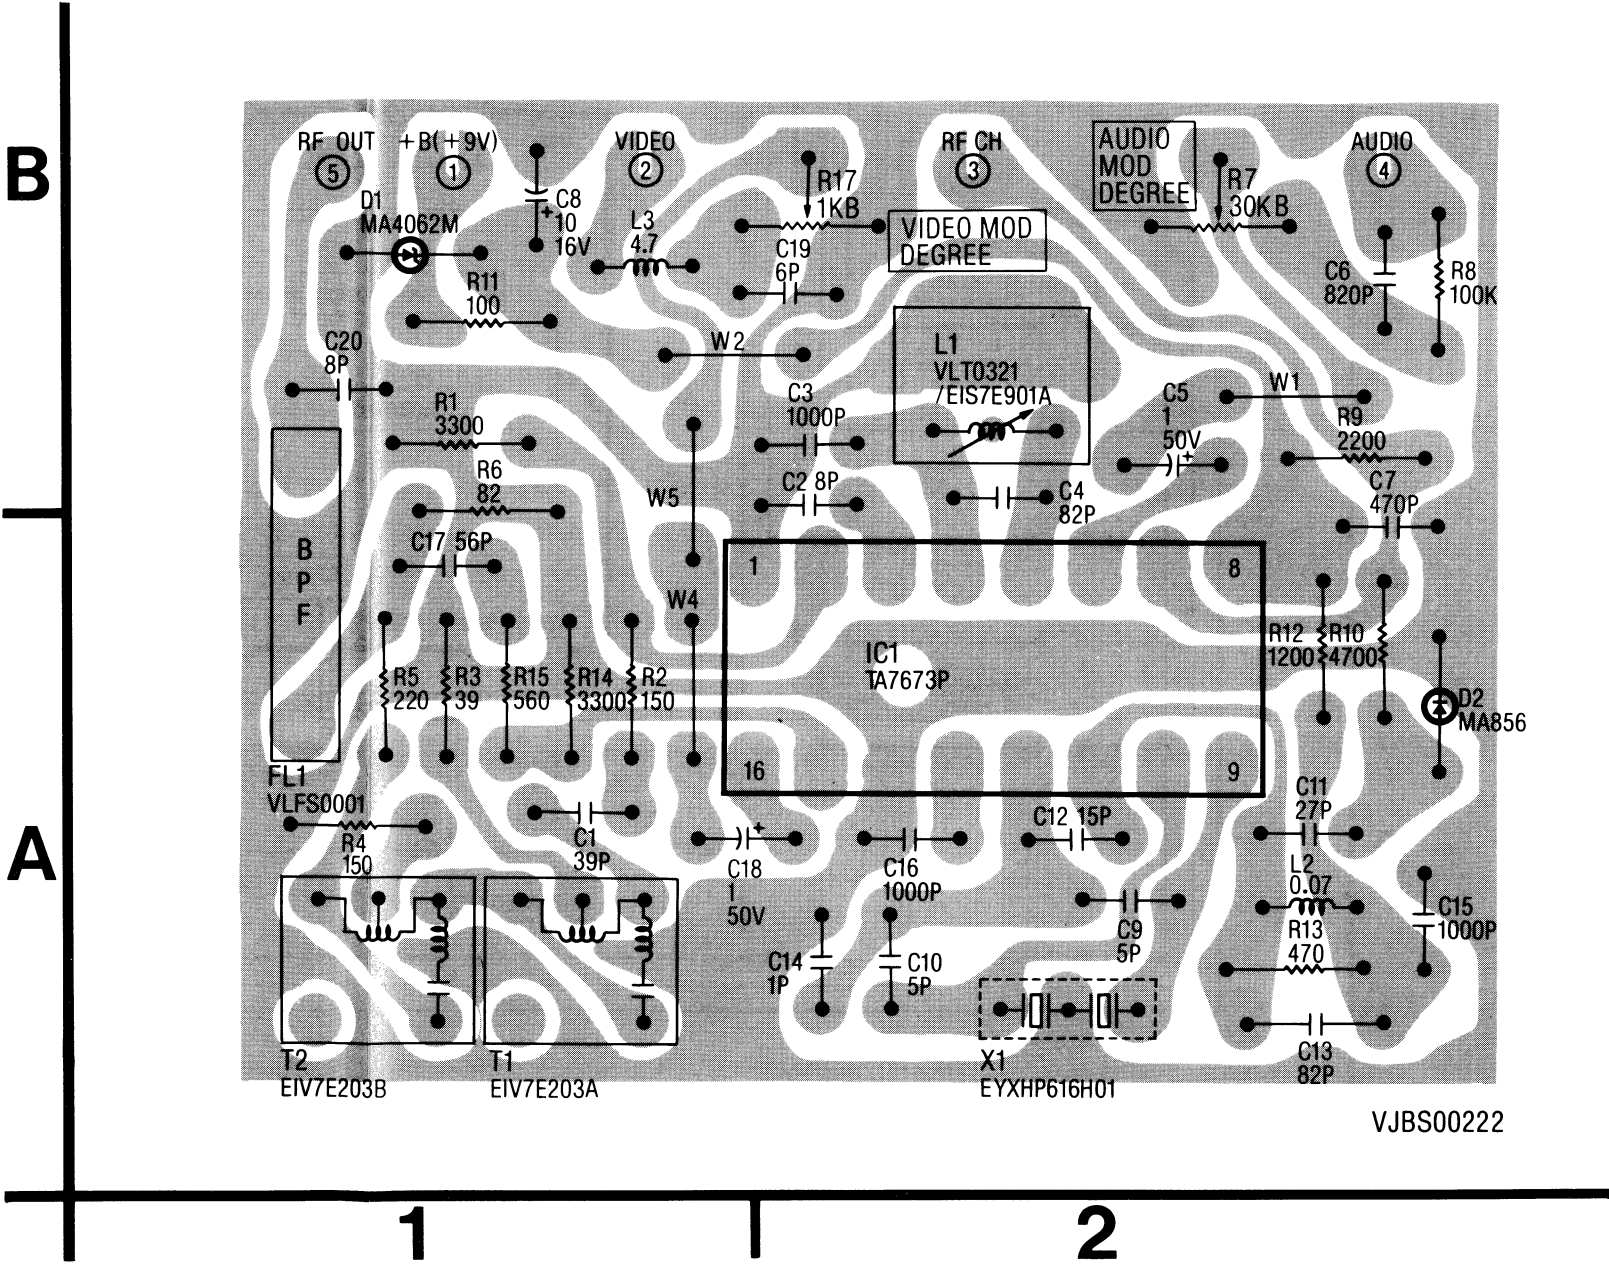 B
RF OUT
5
+B(+9V)
1
VIDEO
2
RF CH
3
AUDIO
MOD
DEGREE
AUDIO
4
D1
MA4062M
C8
10
16V
+
L3
4.7
R17
1KB
C19
6P
VIDEO MOD
DEGREE
R7
30KB
C6
820P
R8
100K
R11
100
C20
8P
W2
L1
VLT0321
/EIS7E901A
C5
1
50V
+
W1
R9
2200
R1
3300
C3
1000P
R6
82
W5
C2 8P
C4
82P
C7
470P
B
P
F
C17 56P
1
8
W4
IC1
TA7673P
R12
1200
R10
4700
R5
220
R3
39
R15
560
R14
3300
R2
150
D2
MA856
16
9
FL1
VLFS0001
R4
150
A
C1
39P
C18
1
50V
+
C16
1000P
C12 15P
C11
27P
L2
0.07
C9
5P
R13
470
C15
1000P
C14
1P
C10
5P
T2
EIV7E203B
T1
EIV7E203A
X1
EYXHP616H01
C13
82P
VJBS00222
1
2